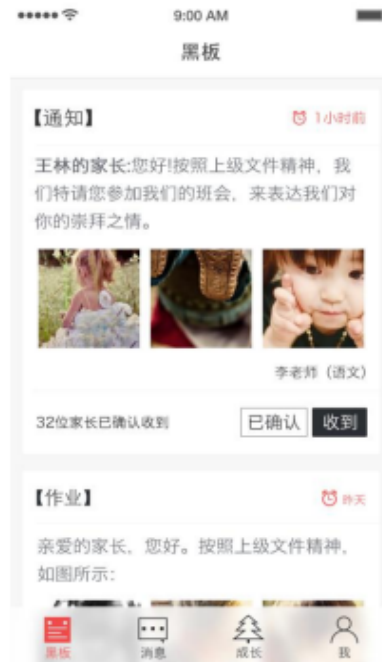 9:00 AM
黑板
【通知】
1小时前
王林的家长:您好!按照上级文件精神，我
们特请您参加我们的班会，来表达我们对
你的崇拜之情。
李老师（语文）
32位家长已确认收到
已确认
收到
【作业】
昨天
亲爱的家长，您好。按照上级文件精神，
如图所示：
黑板
消息
成长
我